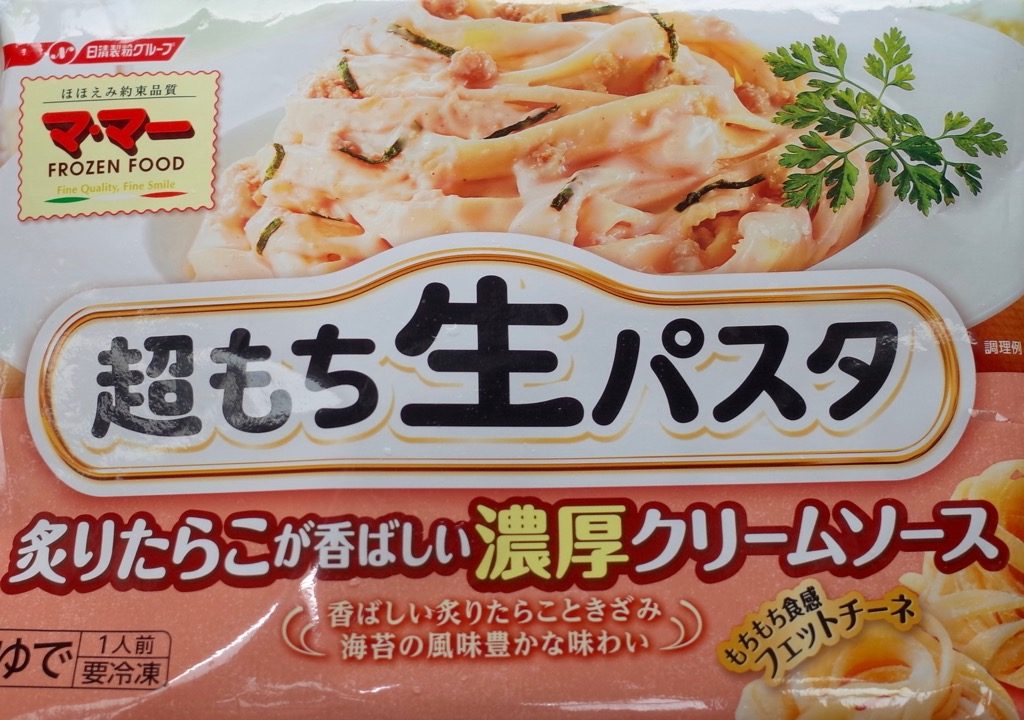 日清製粉グループ
ほほえみ約束品質
マ・マー
FROZEN FOOD
Fine Quality, Fine Smile
超もち生パスタ
調理例
炙りたらこが香ばしい濃厚クリームソース
香ばしい炙りたらこときざみ
海苔の風味豊かな味わい
もちもち食感
フェットチーネ
ゆで
1人前
要冷凍